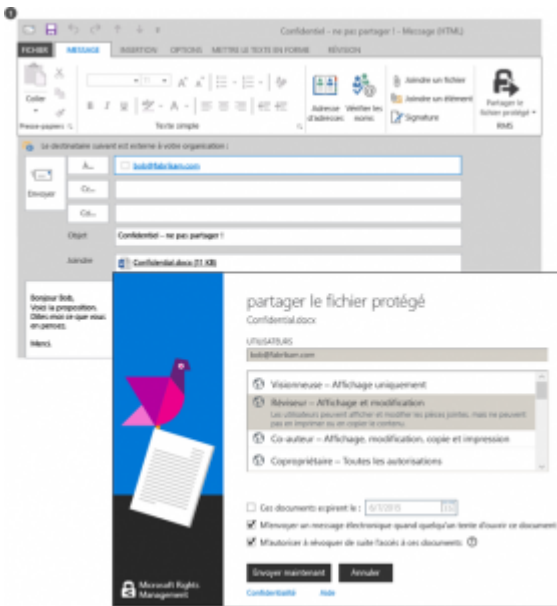 1
Confidentiel – ne pas partager ! - Message (HTML)
FICHIER MESSAGE INSERTION OPTIONS METTRE LE TEXTE EN FORME RÉVISION
Coller
Adresse Vérifier les
d'adresses noms
Joindre un fichier
Joindre un élément
Signature
Partager le
fichier protégé
Presse-papiers Texte simple RMS
Le destinataire suivant est externe à votre organisation :
Envoyer
À... bob@fabrikam.com
Cc...
Cci...
Objet Confidentiel – ne pas partager !
Joindre Confidential.docx (11 KB)
Bonjour Bob,
Voici la proposition.
Dites-moi ce que vous
en pensez.
Merci.
partager le fichier protégé
Confidential.docx
UTILISATEURS
bob@fabrikam.com
Visionneuse – Affichage uniquement
Réviseur – Affichage et modification
Les utilisateurs peuvent afficher et modifier les pièces jointes, mais ne peuvent
pas en imprimer ou en copier le contenu.
Co-auteur – Affichage, modification, copie et impression
Copropriétaire – Toutes les autorisations
Ces documents expirent le :
M'envoyer un message électronique quand quelqu'un tente d'ouvrir ce document
M'autoriser à révoquer de suite l'accès à ces documents
Envoyer maintenant Annuler
Confidentialité Aide
Microsoft Rights
Management